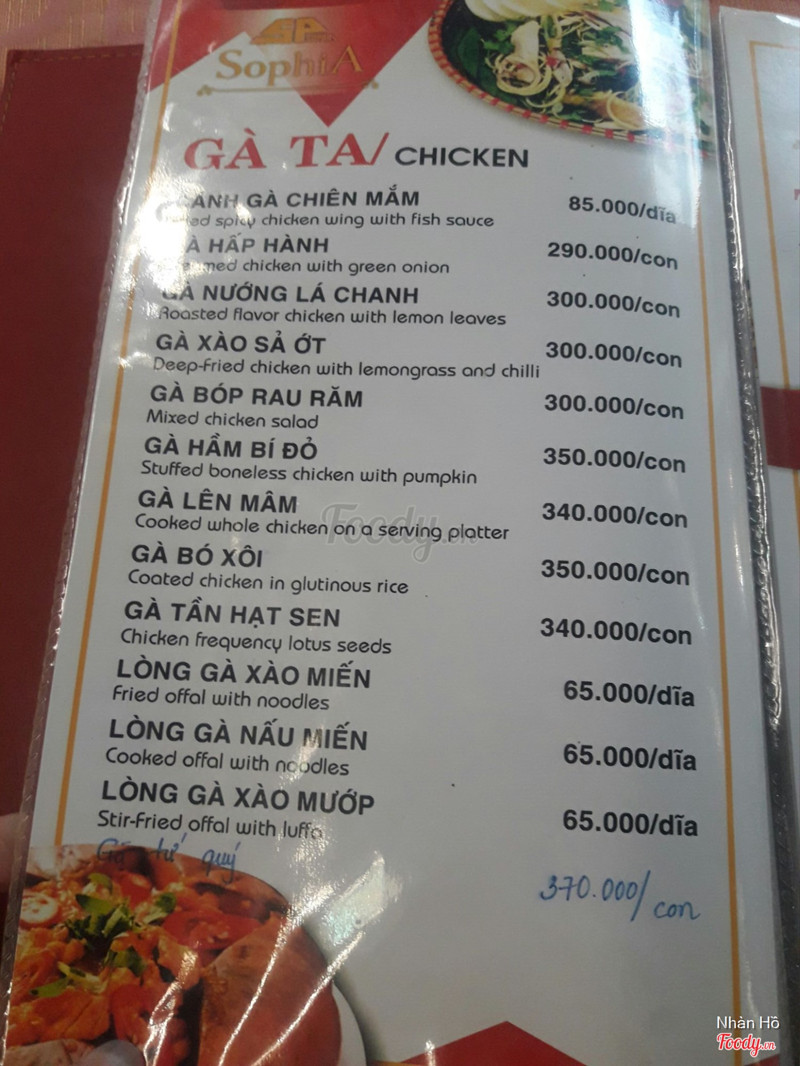 SophiA
GÀ TA/ CHICKEN
CÁNH GÀ CHIÊN MẮM 85.000/dĩa
spicy chicken wing with fish sauce
GÀ HẤP HÀNH 290.000/con
chicken with green onion
GÀ NƯỚNG LÁ CHANH 300.000/con
Roasted flavor chicken with lemon leaves
GÀ XÀO SẢ ỚT 300.000/con
Deep-fried chicken with lemongrass and chilli
GÀ BÓP RAU RĂM 300.000/con
Mixed chicken salad
GÀ HẦM BÍ ĐỎ 350.000/con
Stuffed boneless chicken with pumpkin
GÀ LÊN MÂM 340.000/con
Cooked whole chicken on a serving platter
GÀ BÓ XÔI 350.000/con
Coated chicken in glutinous rice
GÀ TẦN HẠT SEN 340.000/con
Chicken frequency lotus seeds
LÒNG GÀ XÀO MIẾN 65.000/dĩa
Fried offal with noodles
LÒNG GÀ NẤU MIẾN 65.000/dĩa
Cooked offal with noodles
LÒNG GÀ XÀO MƯỚP 65.000/dĩa
Stir-fried offal with luffa
Gà tứ quý 370.000/con
Foody.vn
Nhàn Hồ
Foody.vn